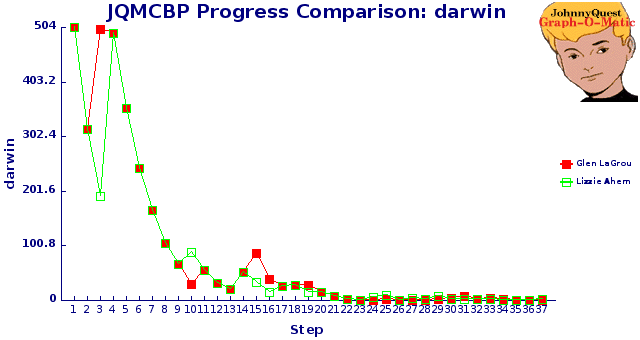 JQMCBP Progress Comparison: darwin
JohnnyQuest
Graph-O-Matic
504
403.2
302.4
201.6
100.8
0
darwin
1 2 3 4 5 6 7 8 9 10 11 12 13 14 15 16 17 18 19 20 21 22 23 24 25 26 27 28 29 30 31 32 33 34 35 36 37
Step
Glen LaGrou
Lizzie Ahern